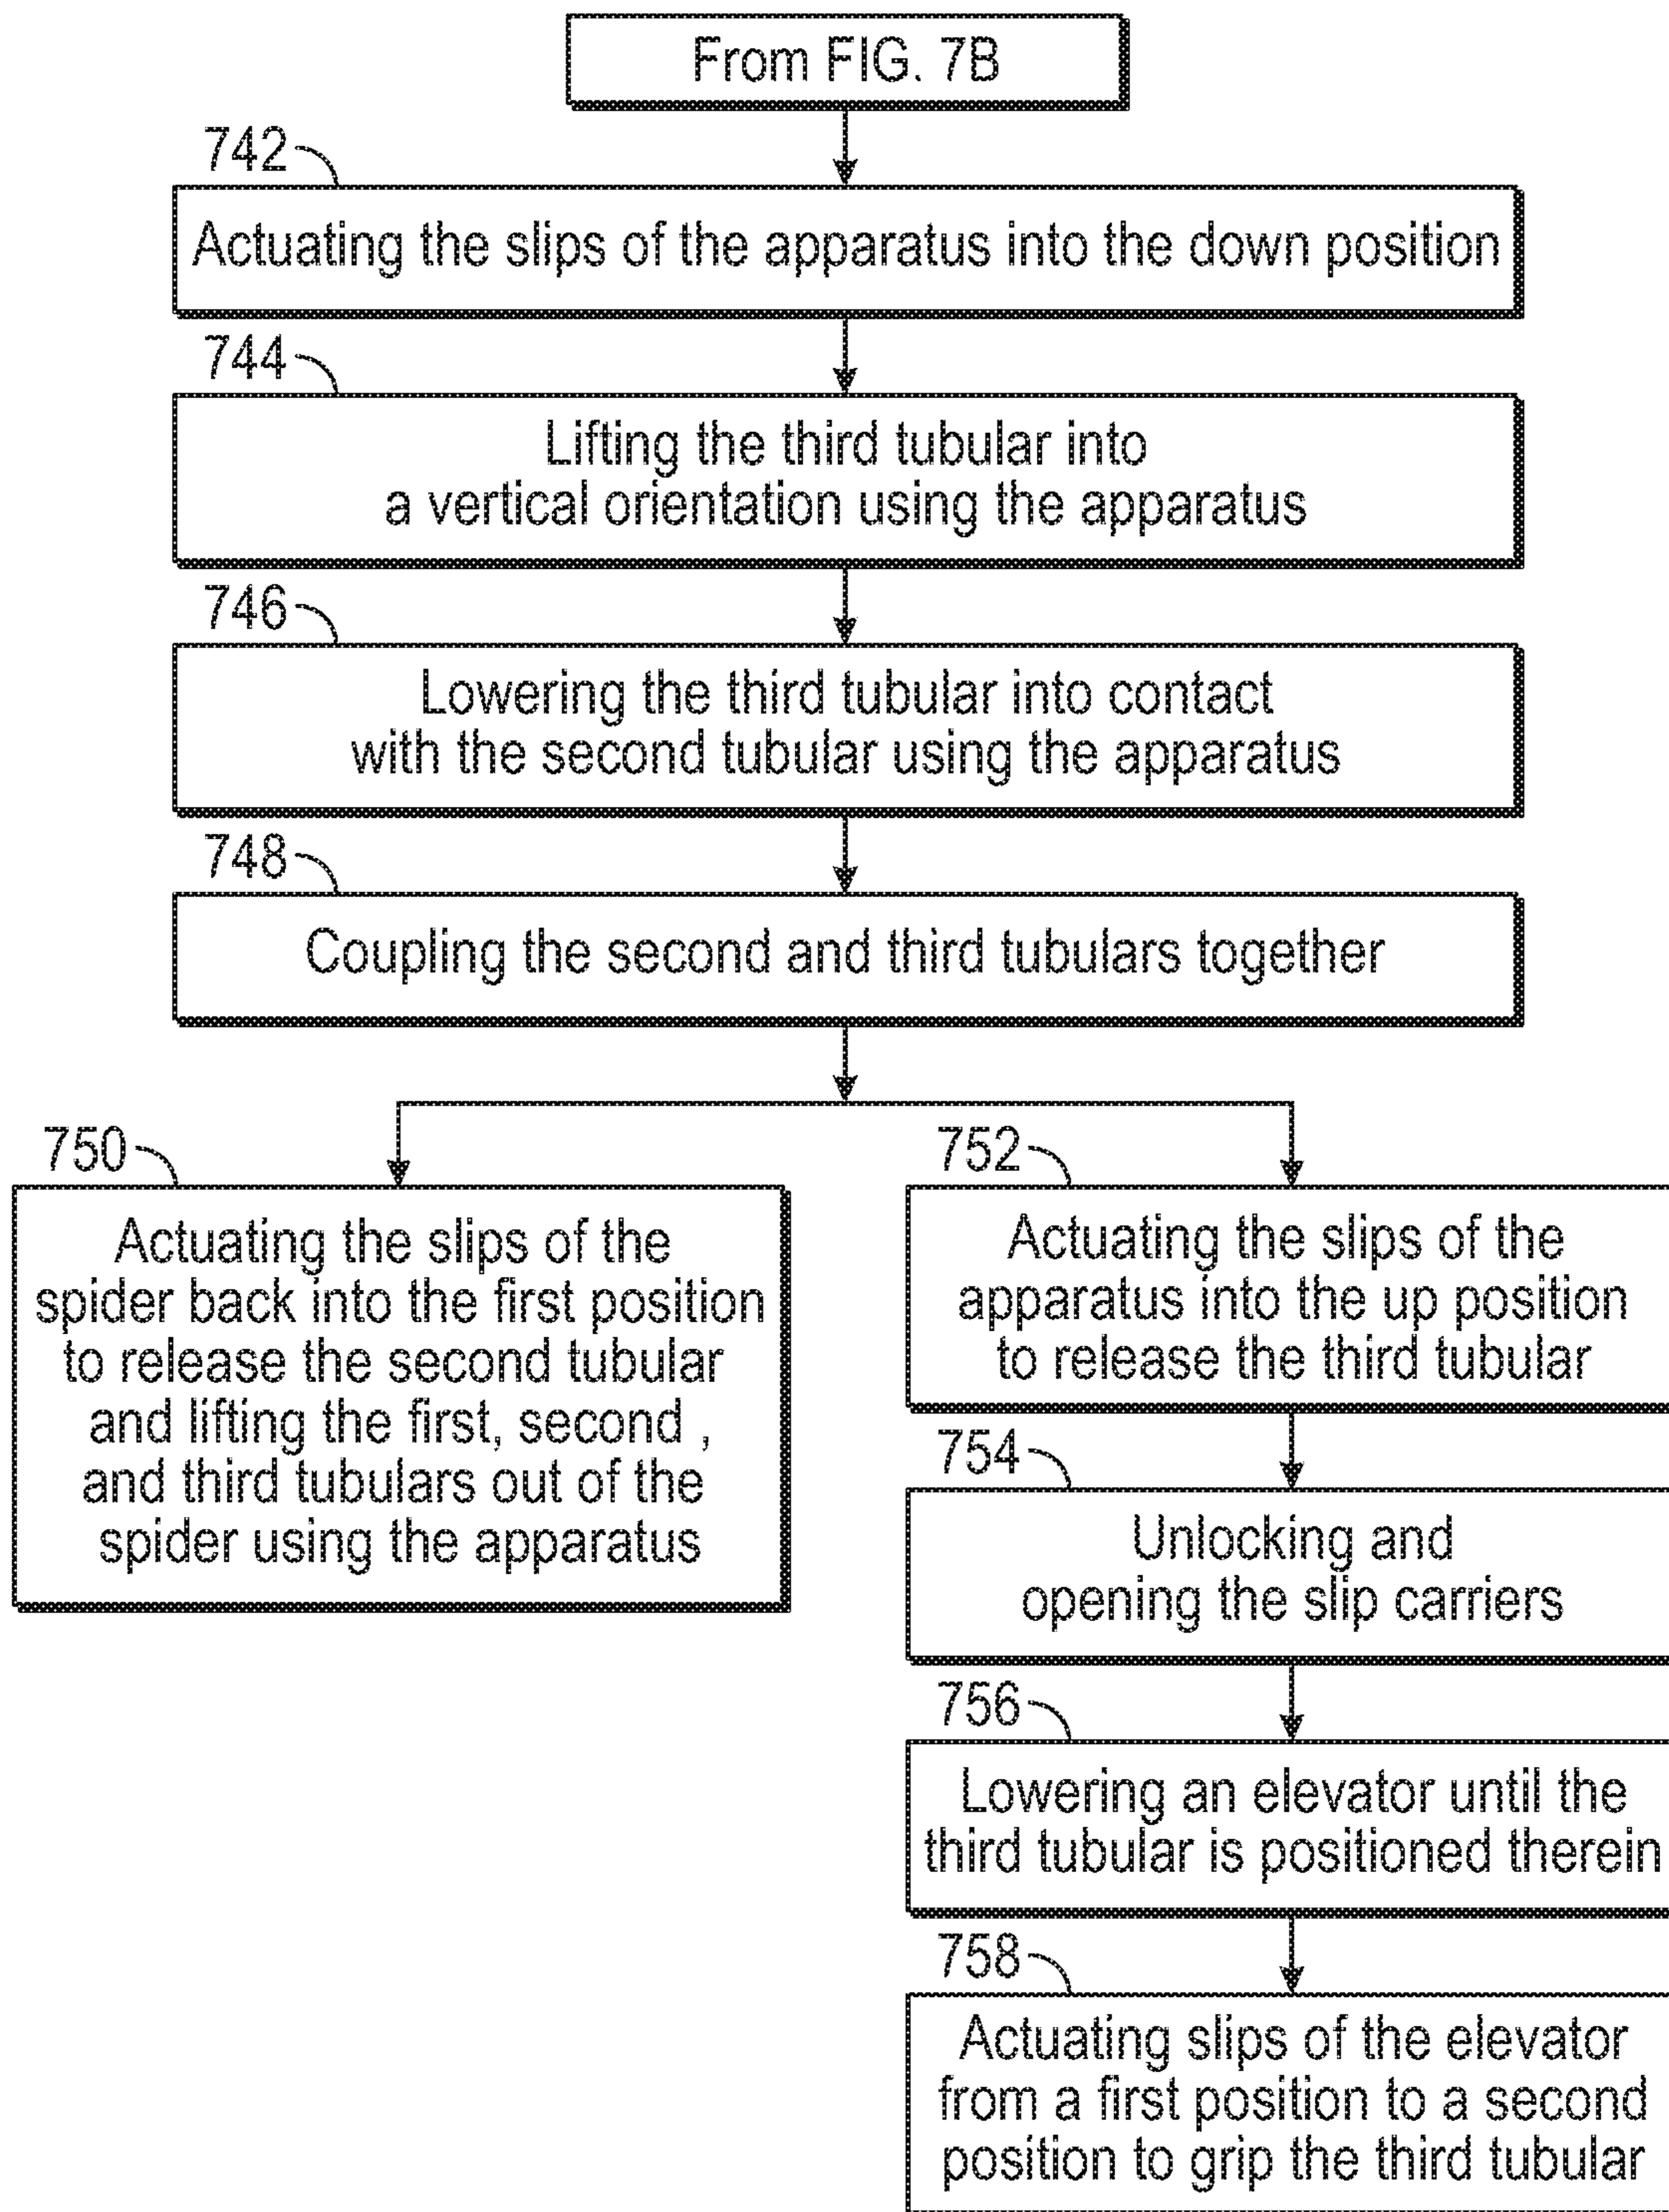 From FIG. 7B
742
Actuating the slips of the apparatus into the down position
744
Lifting the third tubular into
a vertical orientation using the apparatus
746
Lowering the third tubular into contact
with the second tubular using the apparatus
748
Coupling the second and third tubulars together
750
Actuating the slips of the
spider back into the first position
to release the second tubular
and lifting the first, second ,
and third tubulars out of the
spider using the apparatus
752
Actuating the slips of the
apparatus into the up position
to release the third tubular
754
Unlocking and
opening the slip carriers
756
Lowering an elevator until the
third tubular is positioned therein
758
Actuating slips of the elevator
from a first position to a second
position to grip the third tubular